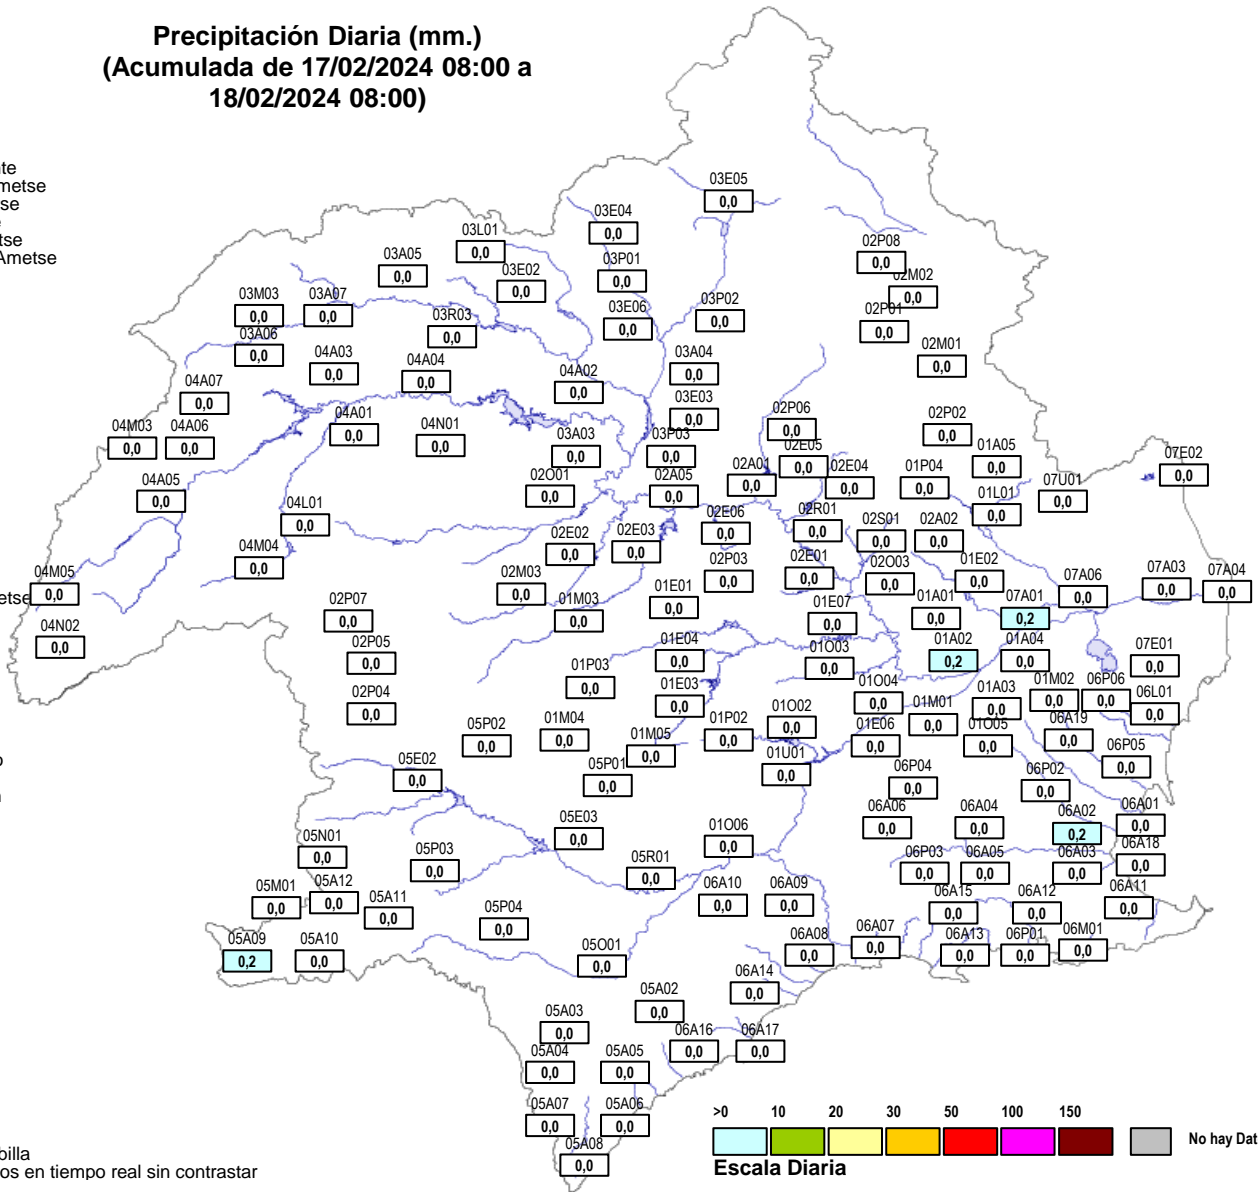 Precipitación Diaria (mm.)
(Acumulada de 17/02/2024 08:00 a
18/02/2024 08:00)
nte
metse
tse
e
tse
Ametse
03E05
0,0
03E04
0,0
03L01
0,0
02P08
0,0
03A05
0,0
03P01
0,0
03E02
0,0
02M02
0,0
03M03
0,0
03A07
0,0
03P02
0,0
03E06
0,0
02P01
0,0
03R03
0,0
03A06
0,0
04A03
0,0
04A04
0,0
03A04
0,0
02M01
0,0
04A02
0,0
04A07
0,0
03E03
0,0
04A01
0,0
02P06
0,0
02P02
0,0
04M03
0,0
04A06
0,0
04N01
0,0
03A03
0,0
03P03
0,0
02E05
0,0
01A05
0,0
07E02
0,0
02A01
0,0
02E04
0,0
01P04
0,0
04A05
0,0
02O01
0,0
02A05
0,0
07U01
0,0
01L01
0,0
04L01
0,0
02E06
0,0
02R01
0,0
02S01
0,0
02A02
0,0
02E02
0,0
02E03
0,0
04M04
0,0
02P03
0,0
02E01
0,0
02O03
0,0
01E02
0,0
04M05
0,0
etse
02M03
0,0
01E01
0,0
07A06
0,0
07A03
0,0
07A04
0,0
02P07
0,0
01M03
0,0
01E07
0,0
01A01
0,0
07A01
0,2
04N02
0,0
02P05
0,0
01E04
0,0
01O03
0,0
01A02
0,2
01A04
0,0
07E01
0,0
01P03
0,0
01E03
0,0
01O04
0,0
01A03
0,0
01M02
0,0
06P06
0,0
06L01
0,0
02P04
0,0
01M01
0,0
05P02
0,0
01M04
0,0
01M05
0,0
01P02
0,0
01O02
0,0
01E06
0,0
01O05
0,0
06A19
0,0
06P05
0,0
o
05E02
0,0
05P01
0,0
01U01
0,0
06P04
0,0
06P02
0,0
05E03
0,0
01O06
0,0
06A06
0,0
06A04
0,0
06A02
0,2
06A01
0,0
05N01
0,0
05P03
0,0
05R01
0,0
06P03
0,0
06A05
0,0
06A03
0,0
06A18
0,0
05M01
0,0
05A12
0,0
05A11
0,0
06A10
0,0
06A09
0,0
06A15
0,0
06A12
0,0
06A11
0,0
05P04
0,0
05A09
0,2
05A10
0,0
05O01
0,0
06A08
0,0
06A07
0,0
06A13
0,0
06P01
0,0
06M01
0,0
06A14
0,0
05A02
0,0
05A03
0,0
06A16
0,0
06A17
0,0
05A04
0,0
05A05
0,0
05A07
0,0
05A06
0,0
05A08
0,0
>0 10 20 30 50 100 150
No hay Dat
Escala Diaria
billa
os en tiempo real sin contrastar